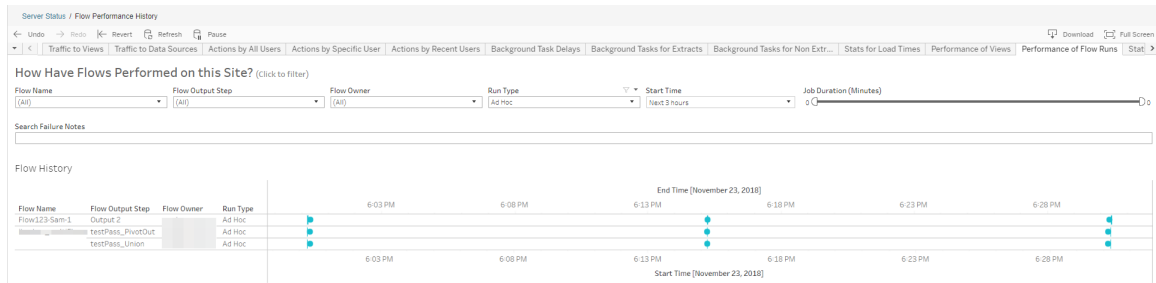 Server Status / Flow Performance History
← Undo → Redo ← Revert Refresh Pause Download Full Screen
Traffic to Views Traffic to Data Sources Actions by All Users Actions by Specific User Actions by Recent Users Background Task Delays Background Tasks for Extracts Background Tasks for Non Extr... Stats for Load Times Performance of Views Performance of Flow Runs Stat
How Have Flows Performed on this Site? (Click to filter)
Flow Name Flow Output Step Flow Owner Run Type Start Time Job Duration (Minutes)
(All) (All) (All) Ad Hoc Next 3 hours 0 0
Search Failure Notes
Flow History
End Time [November 23, 2018]
Flow Name Flow Output Step Flow Owner Run Type 6:03 PM 6:08 PM 6:13 PM 6:18 PM 6:23 PM 6:28 PM
Flow123-Sam-1 Output 2 Ad Hoc
testPass_PivotOut Ad Hoc
testPass_Union Ad Hoc
6:03 PM 6:08 PM 6:13 PM 6:18 PM 6:23 PM 6:28 PM
Start Time [November 23, 2018]